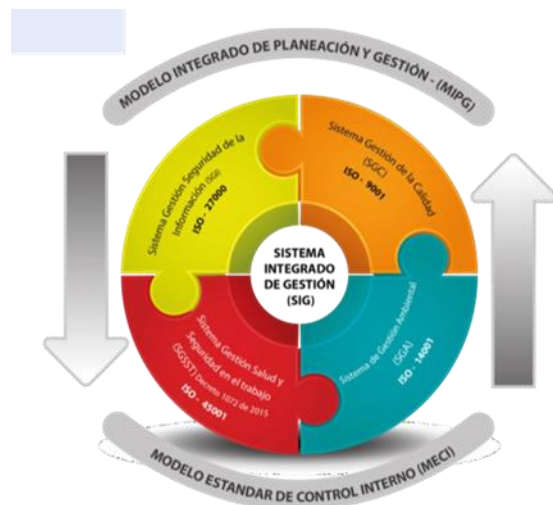 MODELO INTEGRADO DE PLANEACIÓN Y GESTIÓN - (MIPG)
Sistema Gestión Seguridad de la
Información (SGI)
ISO - 27000
Sistema Gestión de la Calidad
(SGC)
ISO - 9001
SISTEMA
INTEGRADO
DE GESTIÓN
(SIG)
Sistema Gestión Salud y
Seguridad en el trabajo
(SGSST) Decreto 1072 de 2015
ISO - 45001
Sistema de Gestión Ambiental
(SGA)
ISO - 14001
MODELO ESTANDAR DE CONTROL INTERNO (MECI)